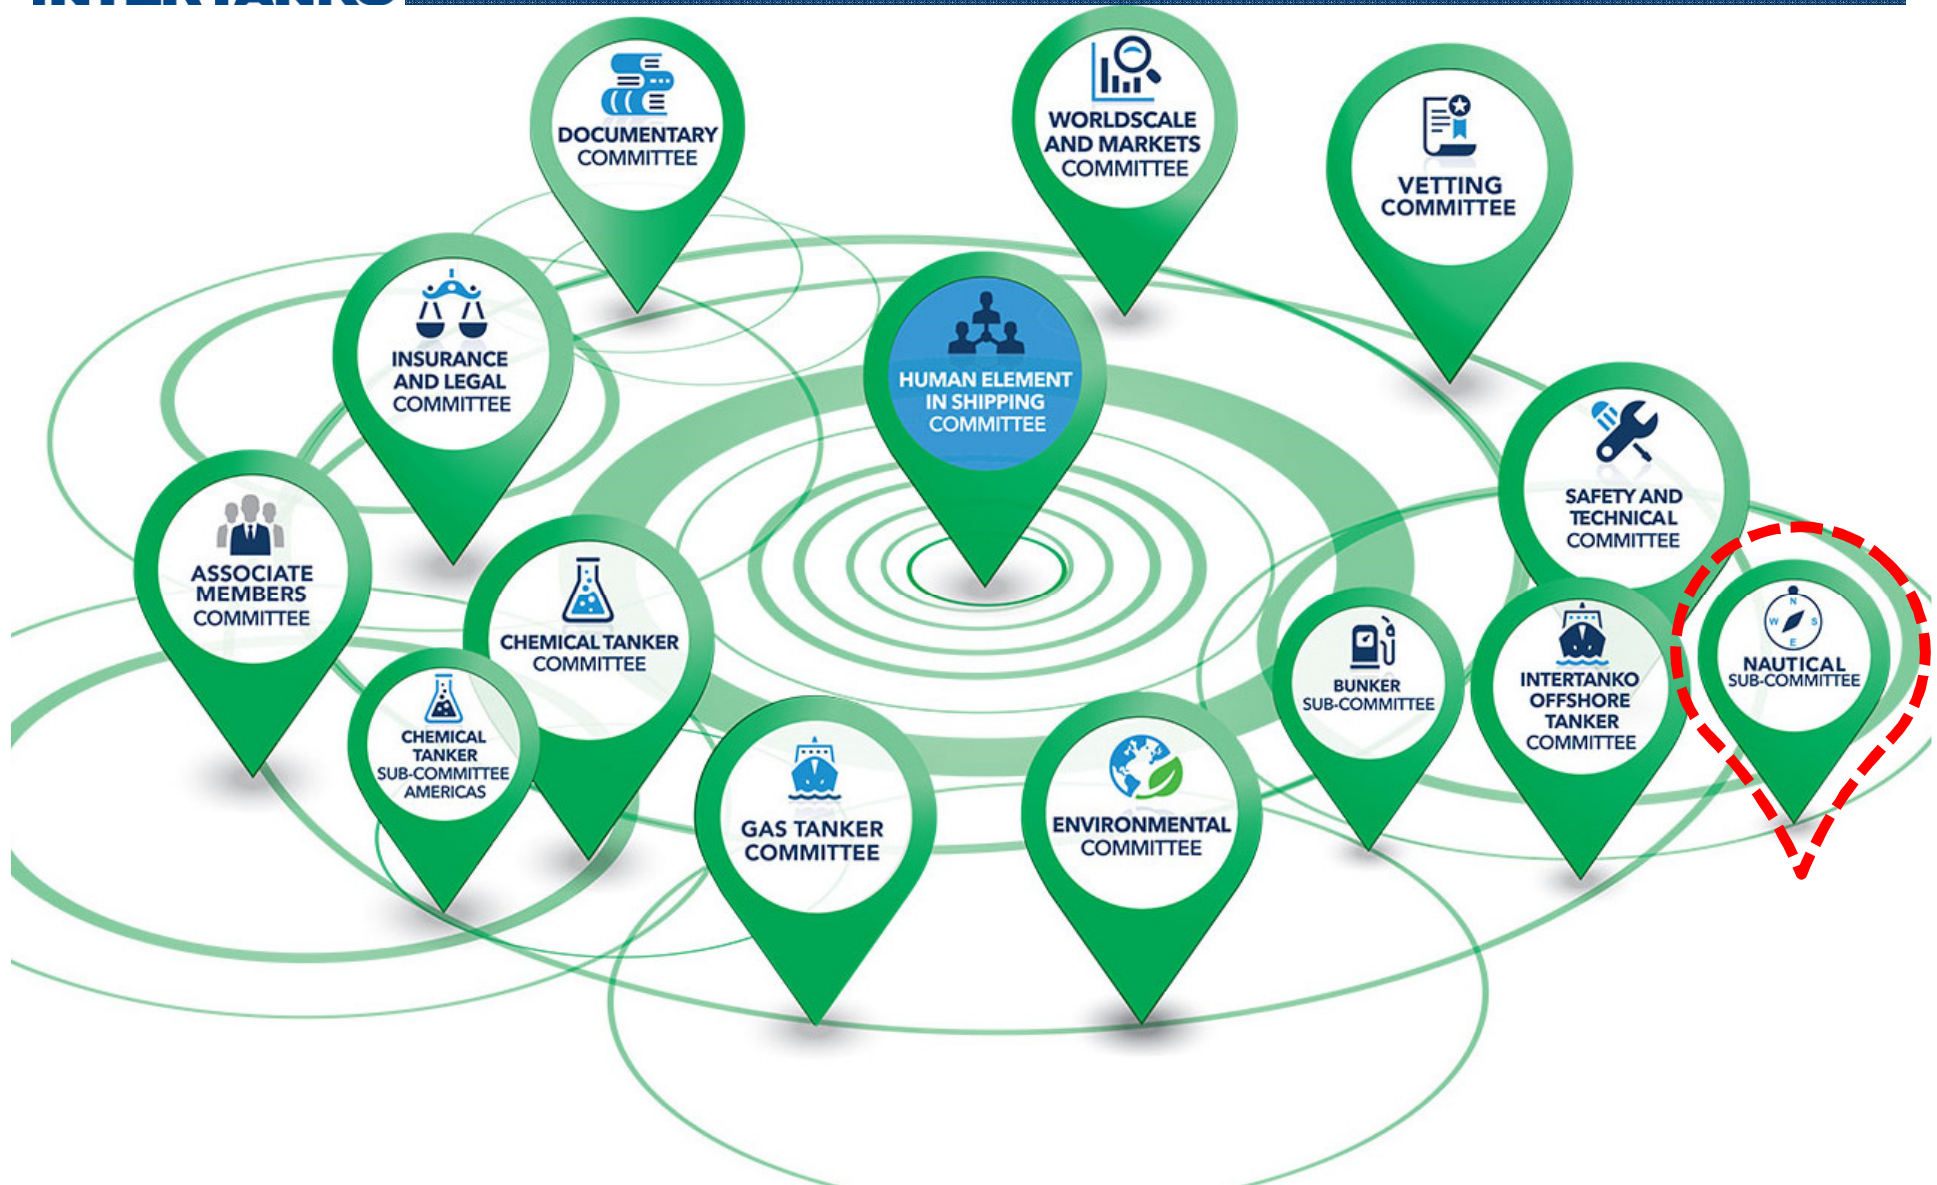 INTERTANKO
DOCUMENTARY
COMMITTEE
WORLDSCALE
AND MARKETS
COMMITTEE
VETTING
COMMITTEE
INSURANCE
AND LEGAL
COMMITTEE
HUMAN ELEMENT
IN SHIPPING
COMMITTEE
SAFETY AND
TECHNICAL
COMMITTEE
ASSOCIATE
MEMBERS
COMMITTEE
CHEMICAL TANKER
COMMITTEE
CHEMICAL
TANKER
SUB-COMMITTEE
AMERICAS
GAS TANKER
COMMITTEE
ENVIRONMENTAL
COMMITTEE
BUNKER
SUB-COMMITTEE
INTERTANKO
OFFSHORE
TANKER
COMMITTEE
N
W S
E
NAUTICAL
SUB-COMMITTEE